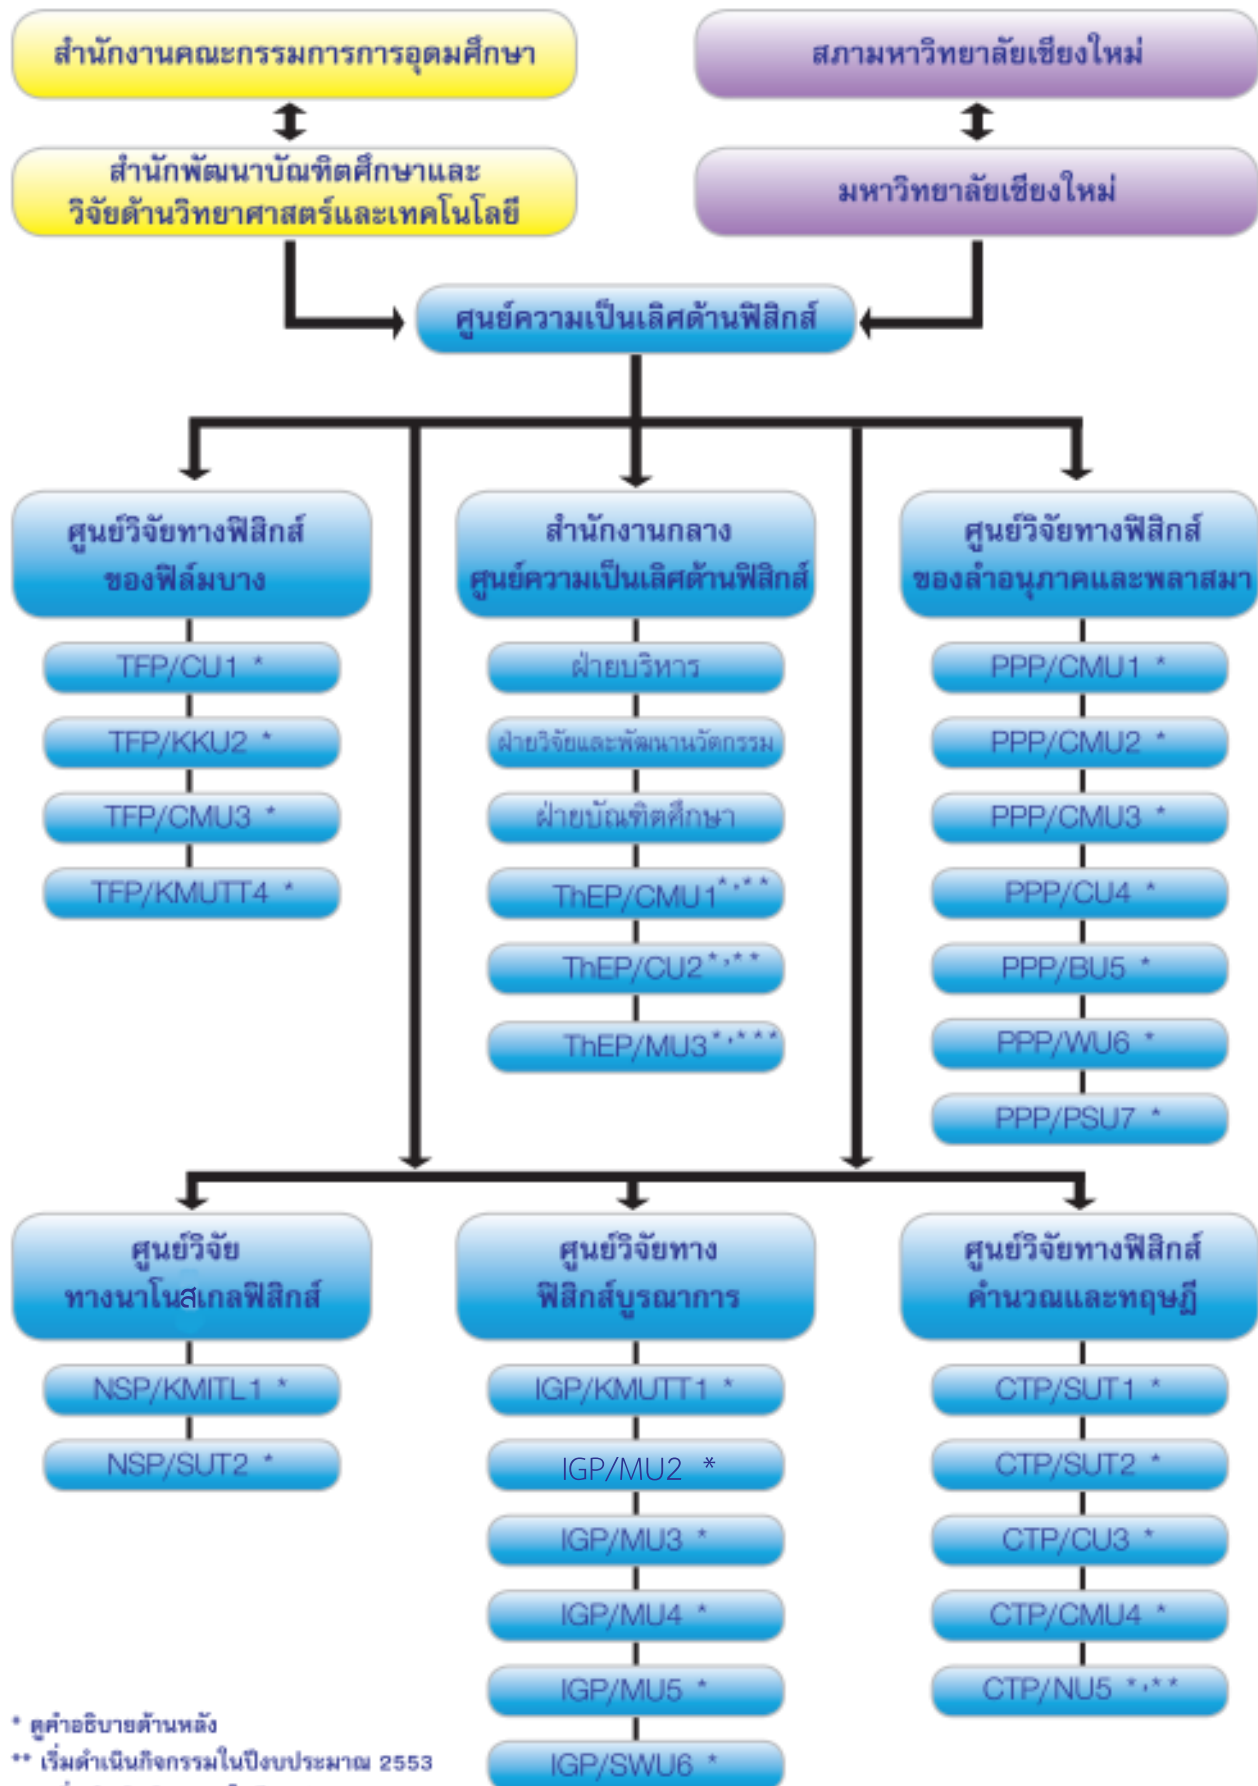 สำนักงานคณะกรรมการการอุดมศึกษา
สภามหาวิทยาลัยเชียงใหม่
สำนักพัฒนาบัณฑิตศึกษาและ
วิจัยด้านวิทยาศาสตร์และเทคโนโลยี
มหาวิทยาลัยเชียงใหม่
ศูนย์ความเป็นเลิศด้านฟิสิกส์
ศูนย์วิจัยทางฟิสิกส์
ของฟิล์มบาง
TFP/CU1 *
TFP/KKU2 *
TFP/CMU3 *
TFP/KMUTT4 *
สำนักงานกลาง
ศูนย์ความเป็นเลิศด้านฟิสิกส์
ฝ่ายบริหาร
ฝ่ายวิจัยและพัฒนานวัตกรรม
ฝ่ายบัณฑิตศึกษา
ThEP/CMU1*,**
ThEP/CU2*,**
ThEP/MU3*,***
ศูนย์วิจัยทางฟิสิกส์
ของลำอนุภาคและพลาสมา
PPP/CMU1 *
PPP/CMU2 *
PPP/CMU3 *
PPP/CU4 *
PPP/BU5 *
PPP/WU6 *
PPP/PSU7 *
ศูนย์วิจัย
ทางนาโนสเกลฟิสิกส์
NSP/KMITL1 *
NSP/SUT2 *
ศูนย์วิจัยทาง
ฟิสิกส์บูรณาการ
IGP/KMUTT1 *
IGP/MU2 *
IGP/MU3 *
IGP/MU4 *
IGP/MU5 *
IGP/SWU6 *
ศูนย์วิจัยทางฟิสิกส์
คำนวณและทฤษฎี
CTP/SUT1 *
CTP/SUT2 *
CTP/CU3 *
CTP/CMU4 *
CTP/NU5 *,**
* ดูคำอธิบายด้านหลัง
** เริ่มดำเนินกิจกรรมในปีงบประมาณ 2553